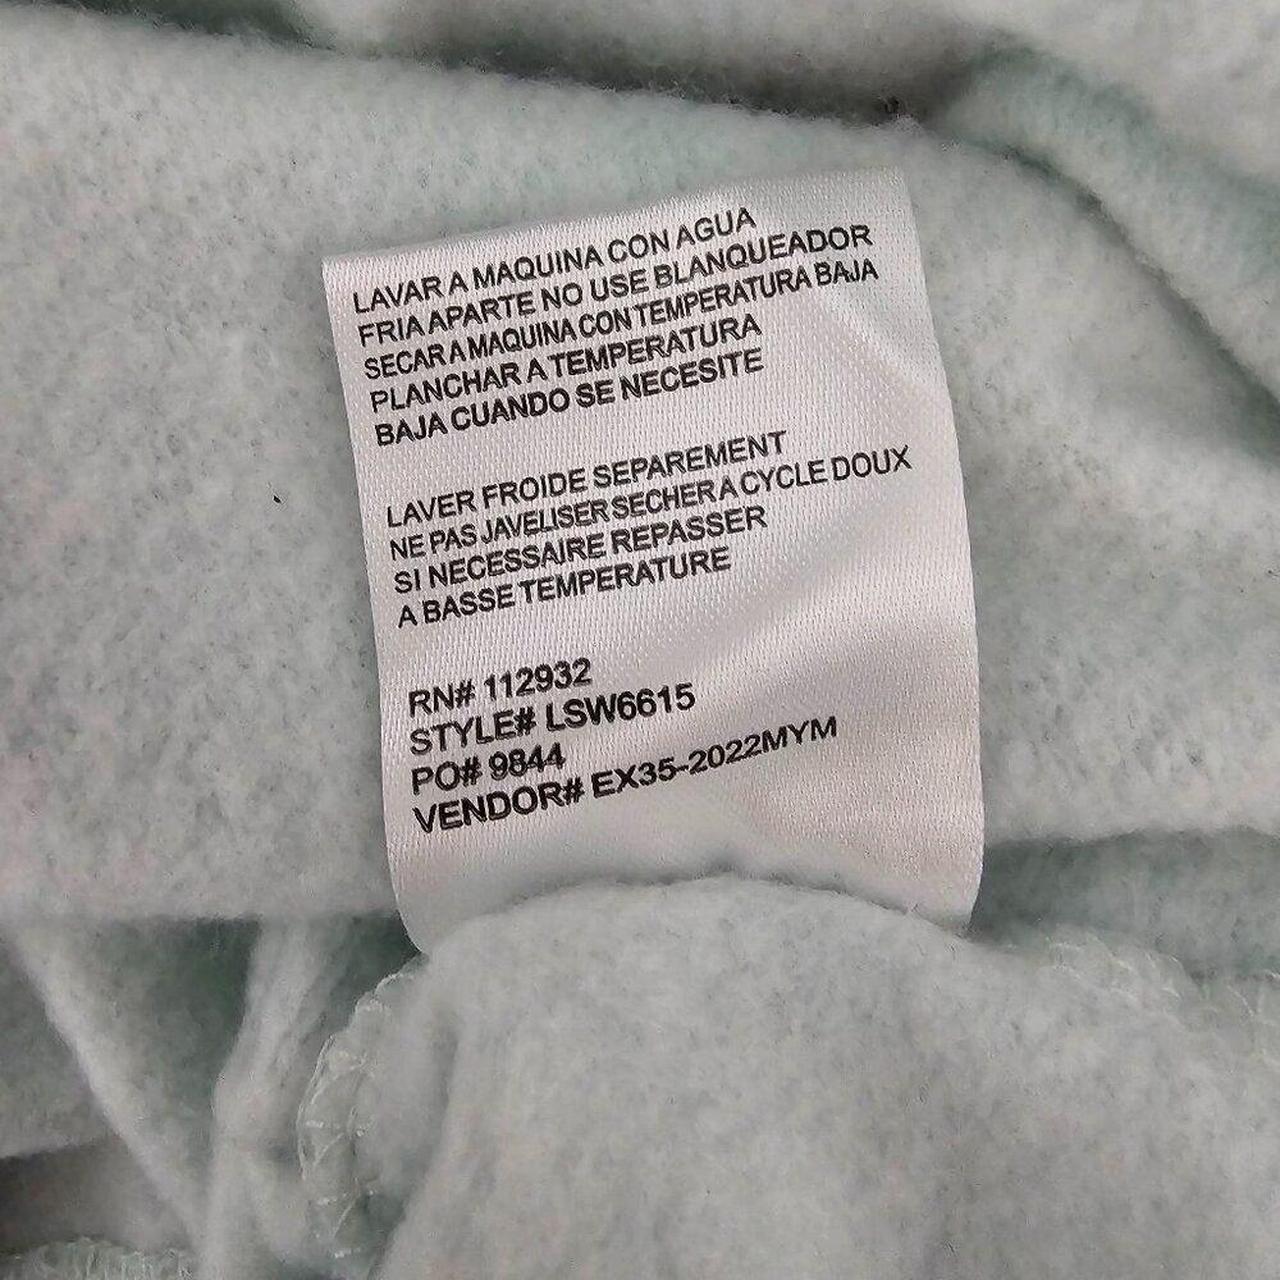 LAVAR A MAQUINA CON AGUA
FRIA APARTE NO USE BLANQUEADOR
SECAR A MAQUINA CON TEMPERATURA BAJA
PLANCHAR A TEMPERATURA
BAJA CUANDO SE NECESITE
LAVER FROIDE SEPAREMENT
NE PAS JAVELISER SECHER A CYCLE DOUX
SI NECESSAIRE REPASSER
A BASSE TEMPERATURE
RN# 112932
STYLE# LSW6615
PO# 9844
VENDOR# EX35-2022MYM